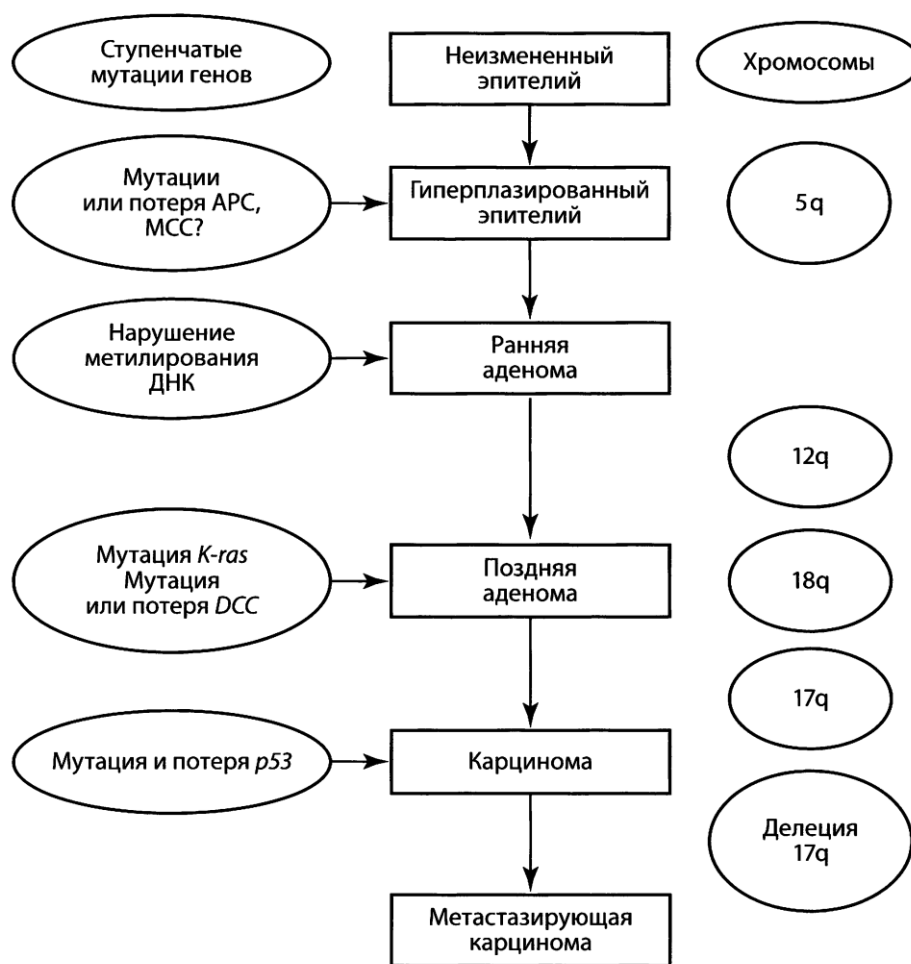 Ступенчатые
мутации генов
Неизмененный
эпителий
Хромосомы
Мутации
или потеря APC,
MCC?
Гиперплазированный
эпителий
5q
Нарушение
метилирования
ДНК
Ранняя
аденома
12q
Мутация K-ras
Мутация
или потеря DCC
Поздняя
аденома
18q
17q
Мутация и потеря p53
Карцинома
Делеция
17q
Метастазирующая
карцинома